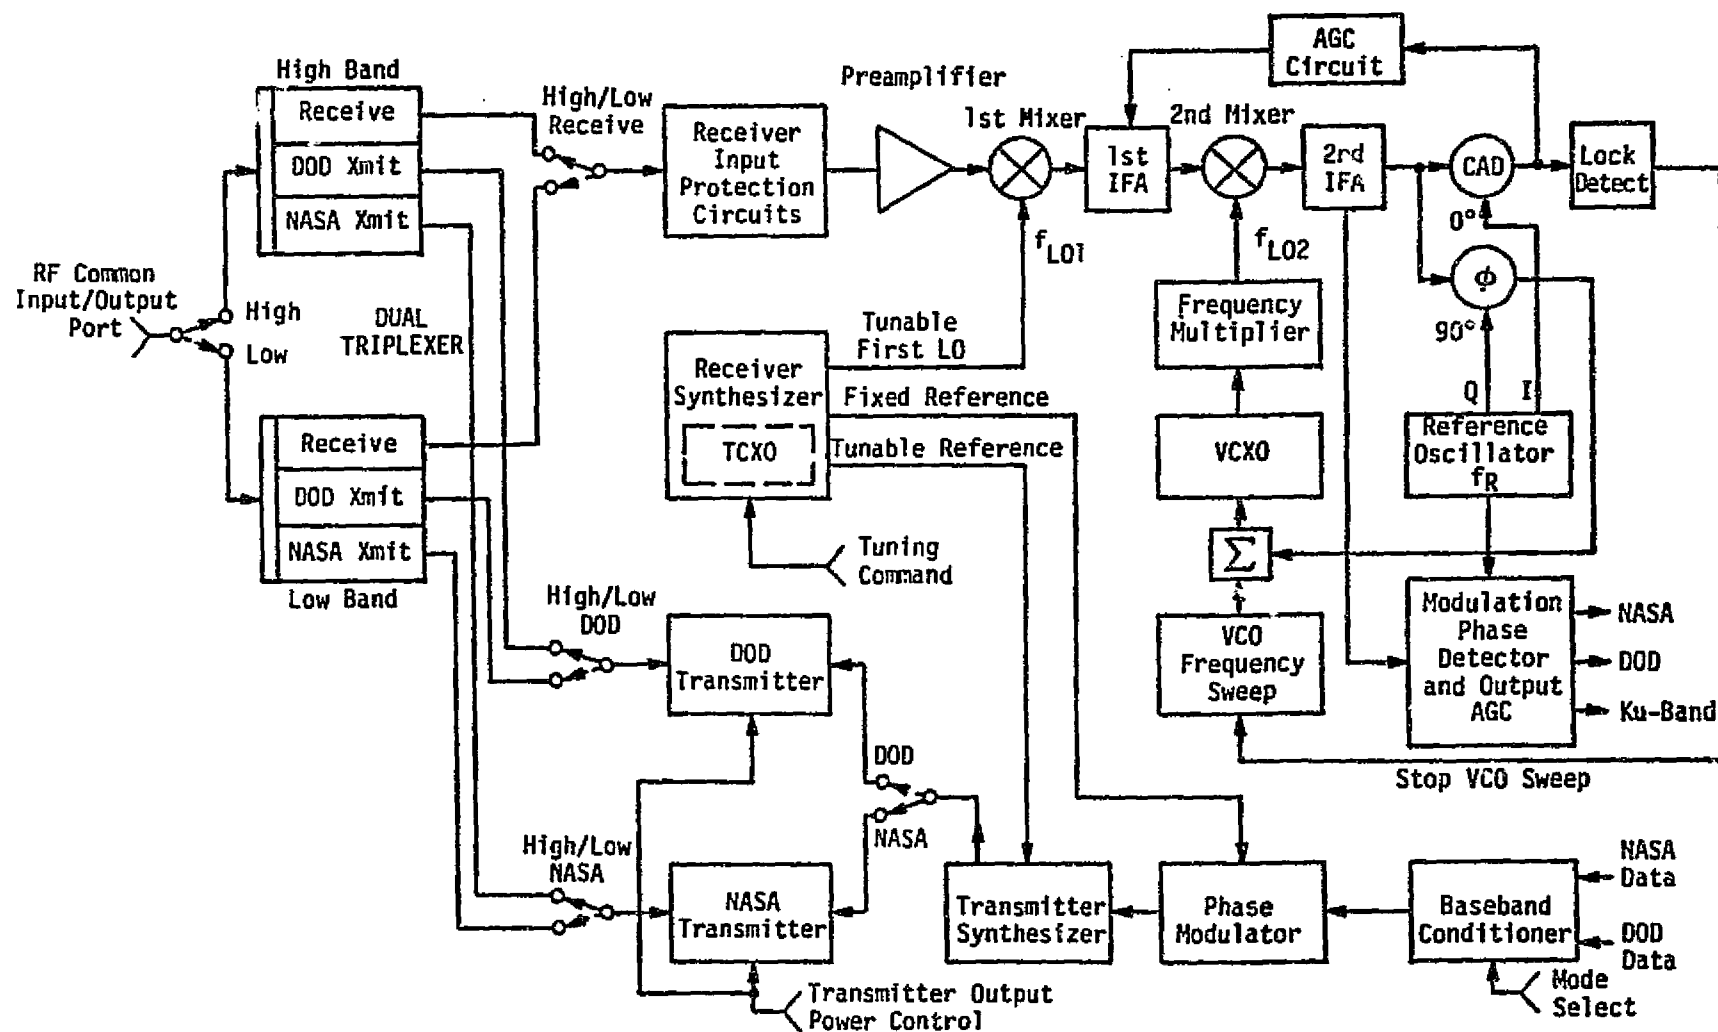 High Band
Receive
DOD Xmit
NASA Xmit
RF Common
Input/Output
Port
High
Low
DUAL
TRIPLEXER
Receive
DOD Xmit
NASA Xmit
Low Band
High/Low
Receive
Receiver
Input
Protection
Circuits
Preamplifier
1st Mixer
fLO1
1st
IFA
AGC
Circuit
2nd Mixer
fLO2
2rd
IFA
CAD
0°
Lock
Detect
Φ
90°
Q
I
Reference
Oscillator
fR
Frequency
Multiplier
VCXO
Σ
VCO
Frequency
Sweep
Stop VCO Sweep
Modulation
Phase
Detector
and Output
AGC
NASA
DOD
Ku-Band
Receiver
Synthesizer
TCXO
Tunable
First LO
Fixed Reference
Tunable Reference
Tuning
Command
High/Low
DOD
DOD
Transmitter
DOD
NASA
High/Low
NASA
NASA
Transmitter
Transmitter Output
Power Control
Transmitter
Synthesizer
Phase
Modulator
Baseband
Conditioner
NASA
Data
DOD
Data
Mode
Select